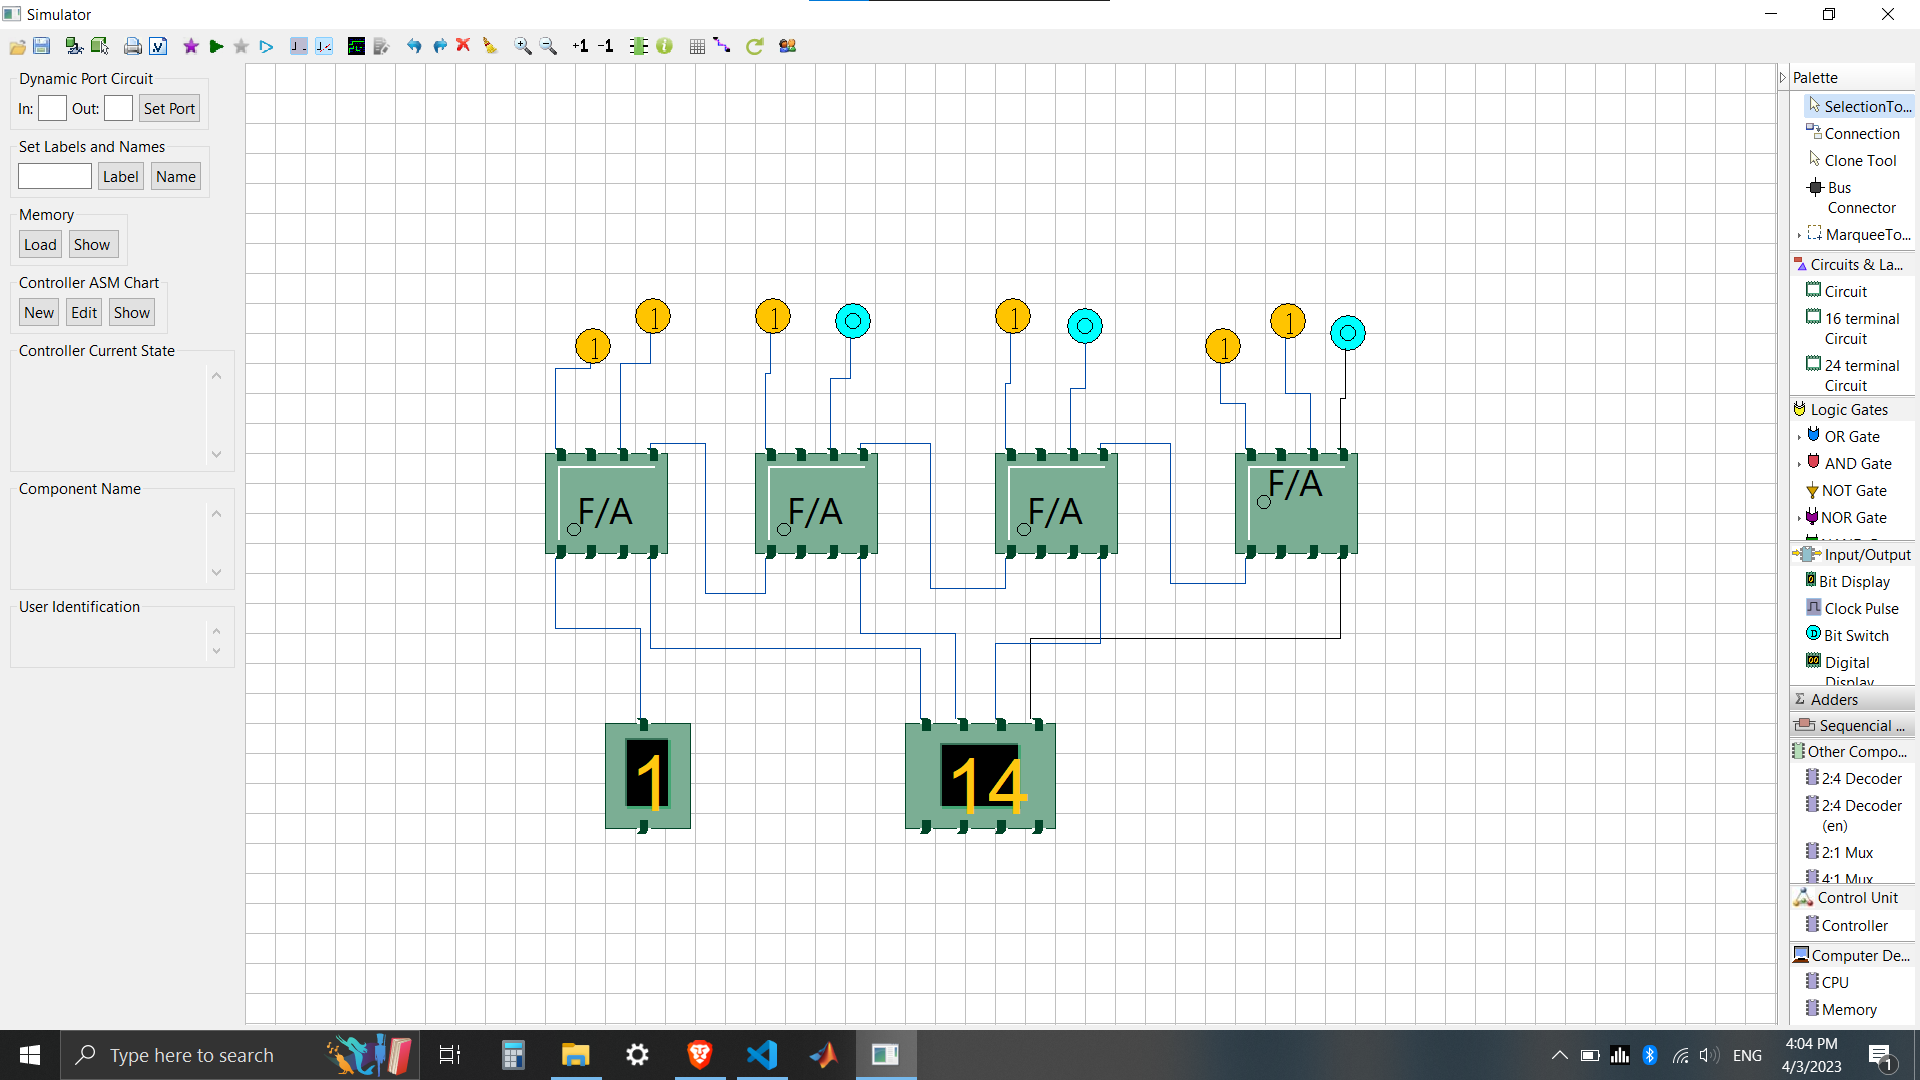 Simulator
+1 -1
Dynamic Port Circuit
In: Out: Set Port
Set Labels and Names
Label Name
Memory
Load Show
Controller ASM Chart
New Edit Show
Controller Current State
Component Name
User Identification
1
1
1
1
1
1
F/A
F/A
F/A
F/A
1
14
Palette
SelectionTo...
Connection
Clone Tool
Bus
Connector
MarqueeTo...
Circuits & La...
Circuit
16 terminal
Circuit
24 terminal
Circuit
Logic Gates
OR Gate
AND Gate
NOT Gate
NOR Gate
Input/Output
Bit Display
Clock Pulse
Bit Switch
Digital
Display
Σ Adders
Sequencial ...
Other Compo...
2:4 Decoder
2:4 Decoder
(en)
2:1 Mux
4:1 Mux
Control Unit
Controller
Computer De...
CPU
Memory
Type here to search
ENG
4:04 PM
4/3/2023
1